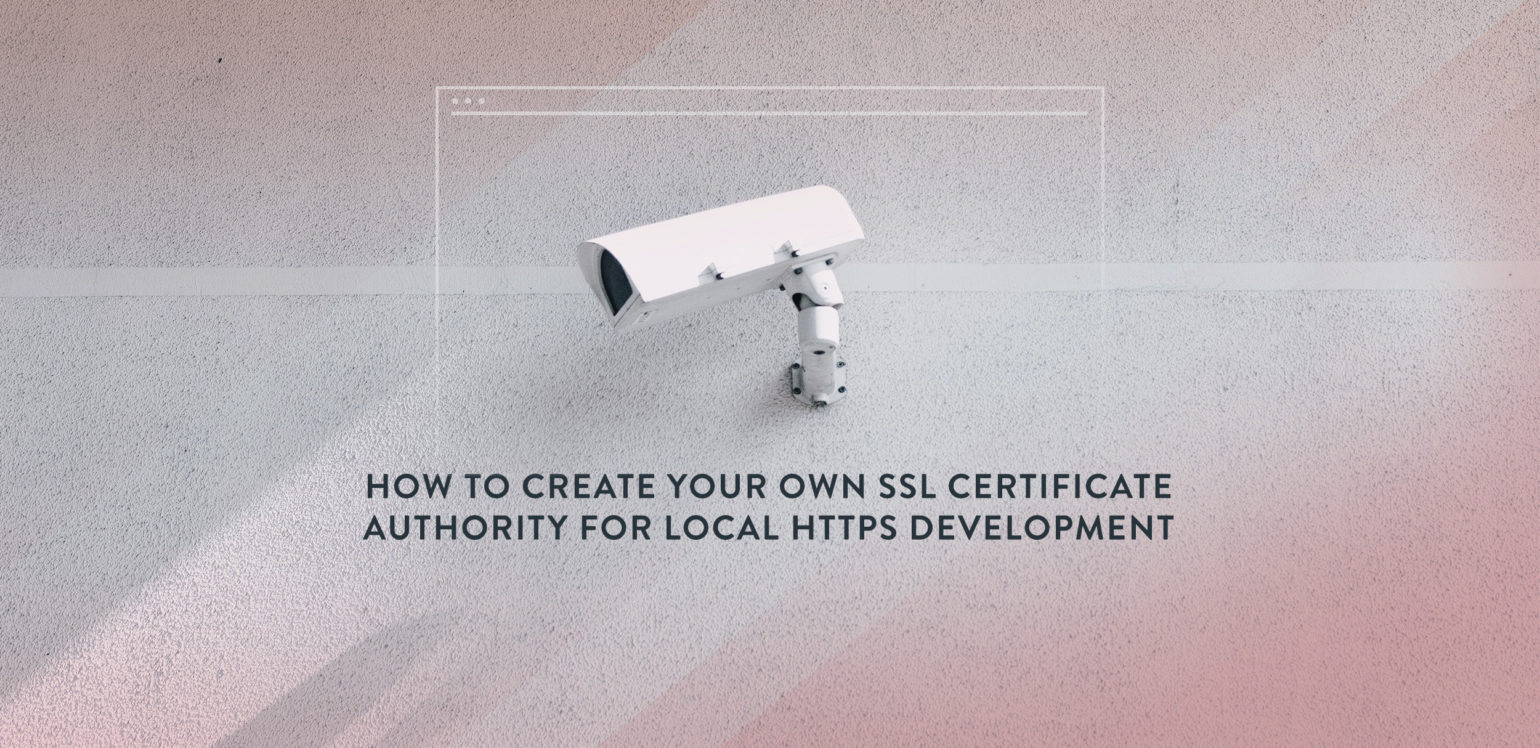 HOW TO CREATE YOUR OWN SSL CERTIFICATE
AUTHORITY FOR LOCAL HTTPS DEVELOPMENT